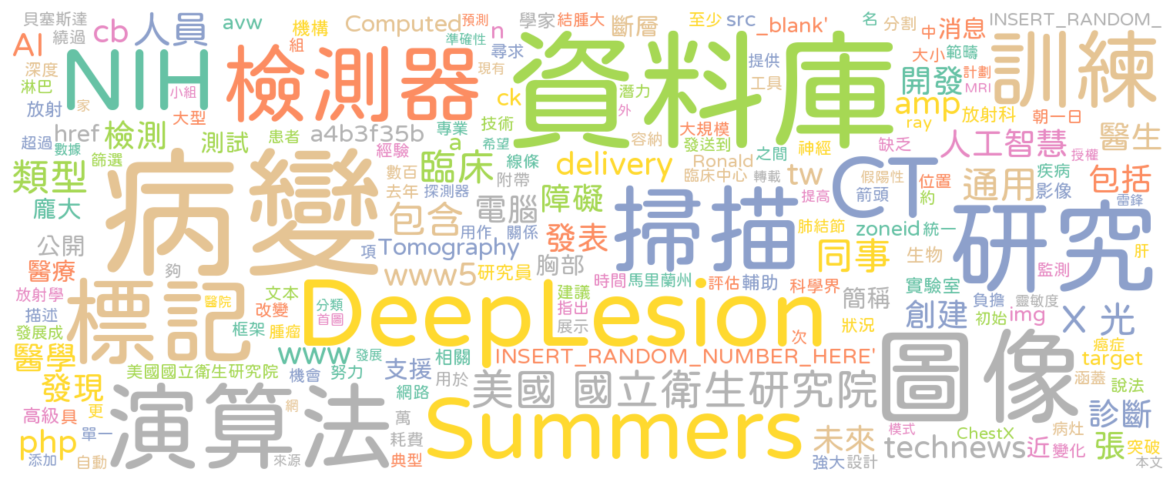 貝塞斯達 cb 人員 avw 機構 Computed 預測 n 學家 結腫大 斷層 至少 src _blank' 名 分割 中 消息 INSERT_RANDOM_
AI 繞過 準確性 組 尋求 提供 大小 範疇
NIH 檢測器 資料庫 訓練
深度 淋巴 放射 家 小組 現有 工具 開發 計劃 MRI
大型 ck 潛力 外 amp 放射科 朝一日
超過 數據 href 檢測 測試 患者 a4b3f35b 技術 專業 a 希望 容納 大規模 發送到 之間 神經 ray 缺乏 人工智慧 授權 醫生
篩選 經驗 臨床 線條 delivery Ronald 臨床中心 轉載 tw 假陽性 CT 位置 約 通用 疾病 影像 包括 雷鋒
類型 病變 數百 去年 探測器 附帶 障礙 掃描 提高 箭頭 研究
龐大 包含 電腦 用作 關係 發表 同事 zoneid 統一
公開 項 Tomography 生物
醫療 夠 www5 研究員 胸部 時間 馬里蘭州 評估 輔助 肺結節 科學界 簡稱 實驗室 負擔 靈敏度 監測 肝
放射學 標記 醫院 文本 改變 分類 首圖 DeepLesion 建議 指出 展示 創建 初始 img X 光
描述 發展成 框架 腫瘤 次 狀況 癌症
醫學 美國國立衛生研究院 www 發展 支援 相關 INSERT_RANDOM_NUMBER_HERE' 圖像 target
發現 機會 努力 網路 用於 美國 國立衛生研究院 涵蓋 說法
高級 具 更 演算法 網 萬 Summers 診斷
php 單一 耗費 未來 模式 ChestX 病灶 張 突破
添加 自動 來源 典型 強大 設計 technews 近 變化 本文